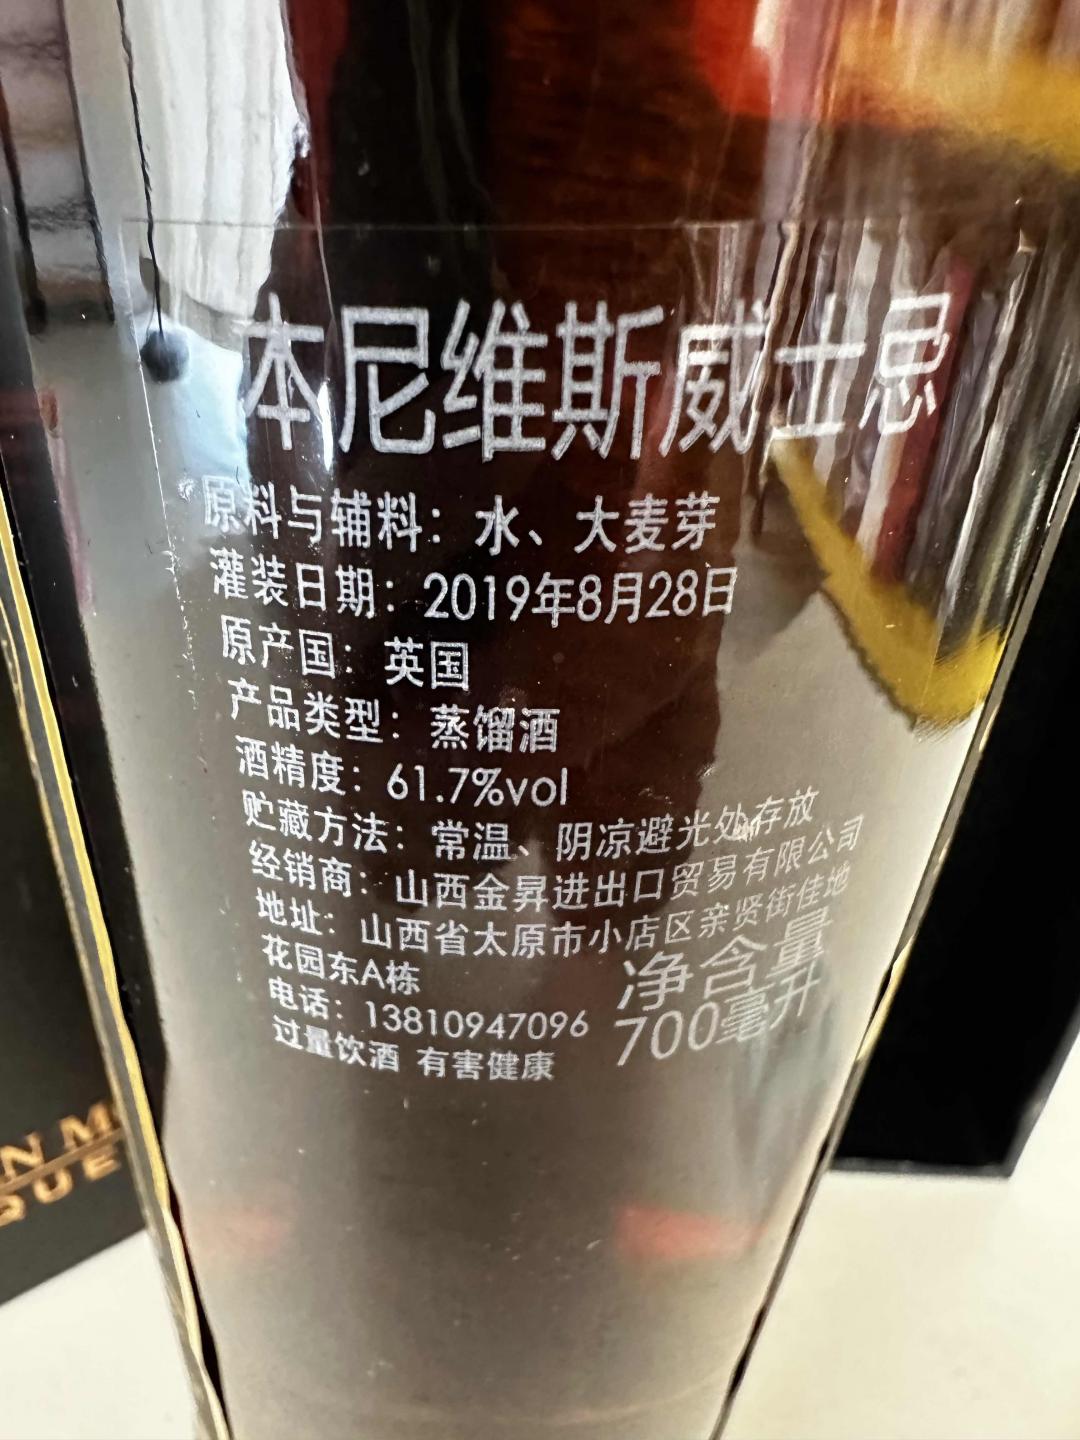 本尼维斯威士忌
原料与辅料：水、大麦芽
灌装日期：2019年8月28日
原产国：英国
产品类型：蒸馏酒
酒精度：61.7%vol
贮藏方法：常温、阴凉避光处存放
经销商：山西金昇进出口贸易有限公司
地址：山西省太原市小店区亲贤街佳地
花园东A栋
电话：13810947096
过量饮酒 有害健康
净含量
700毫升
N M
QUE